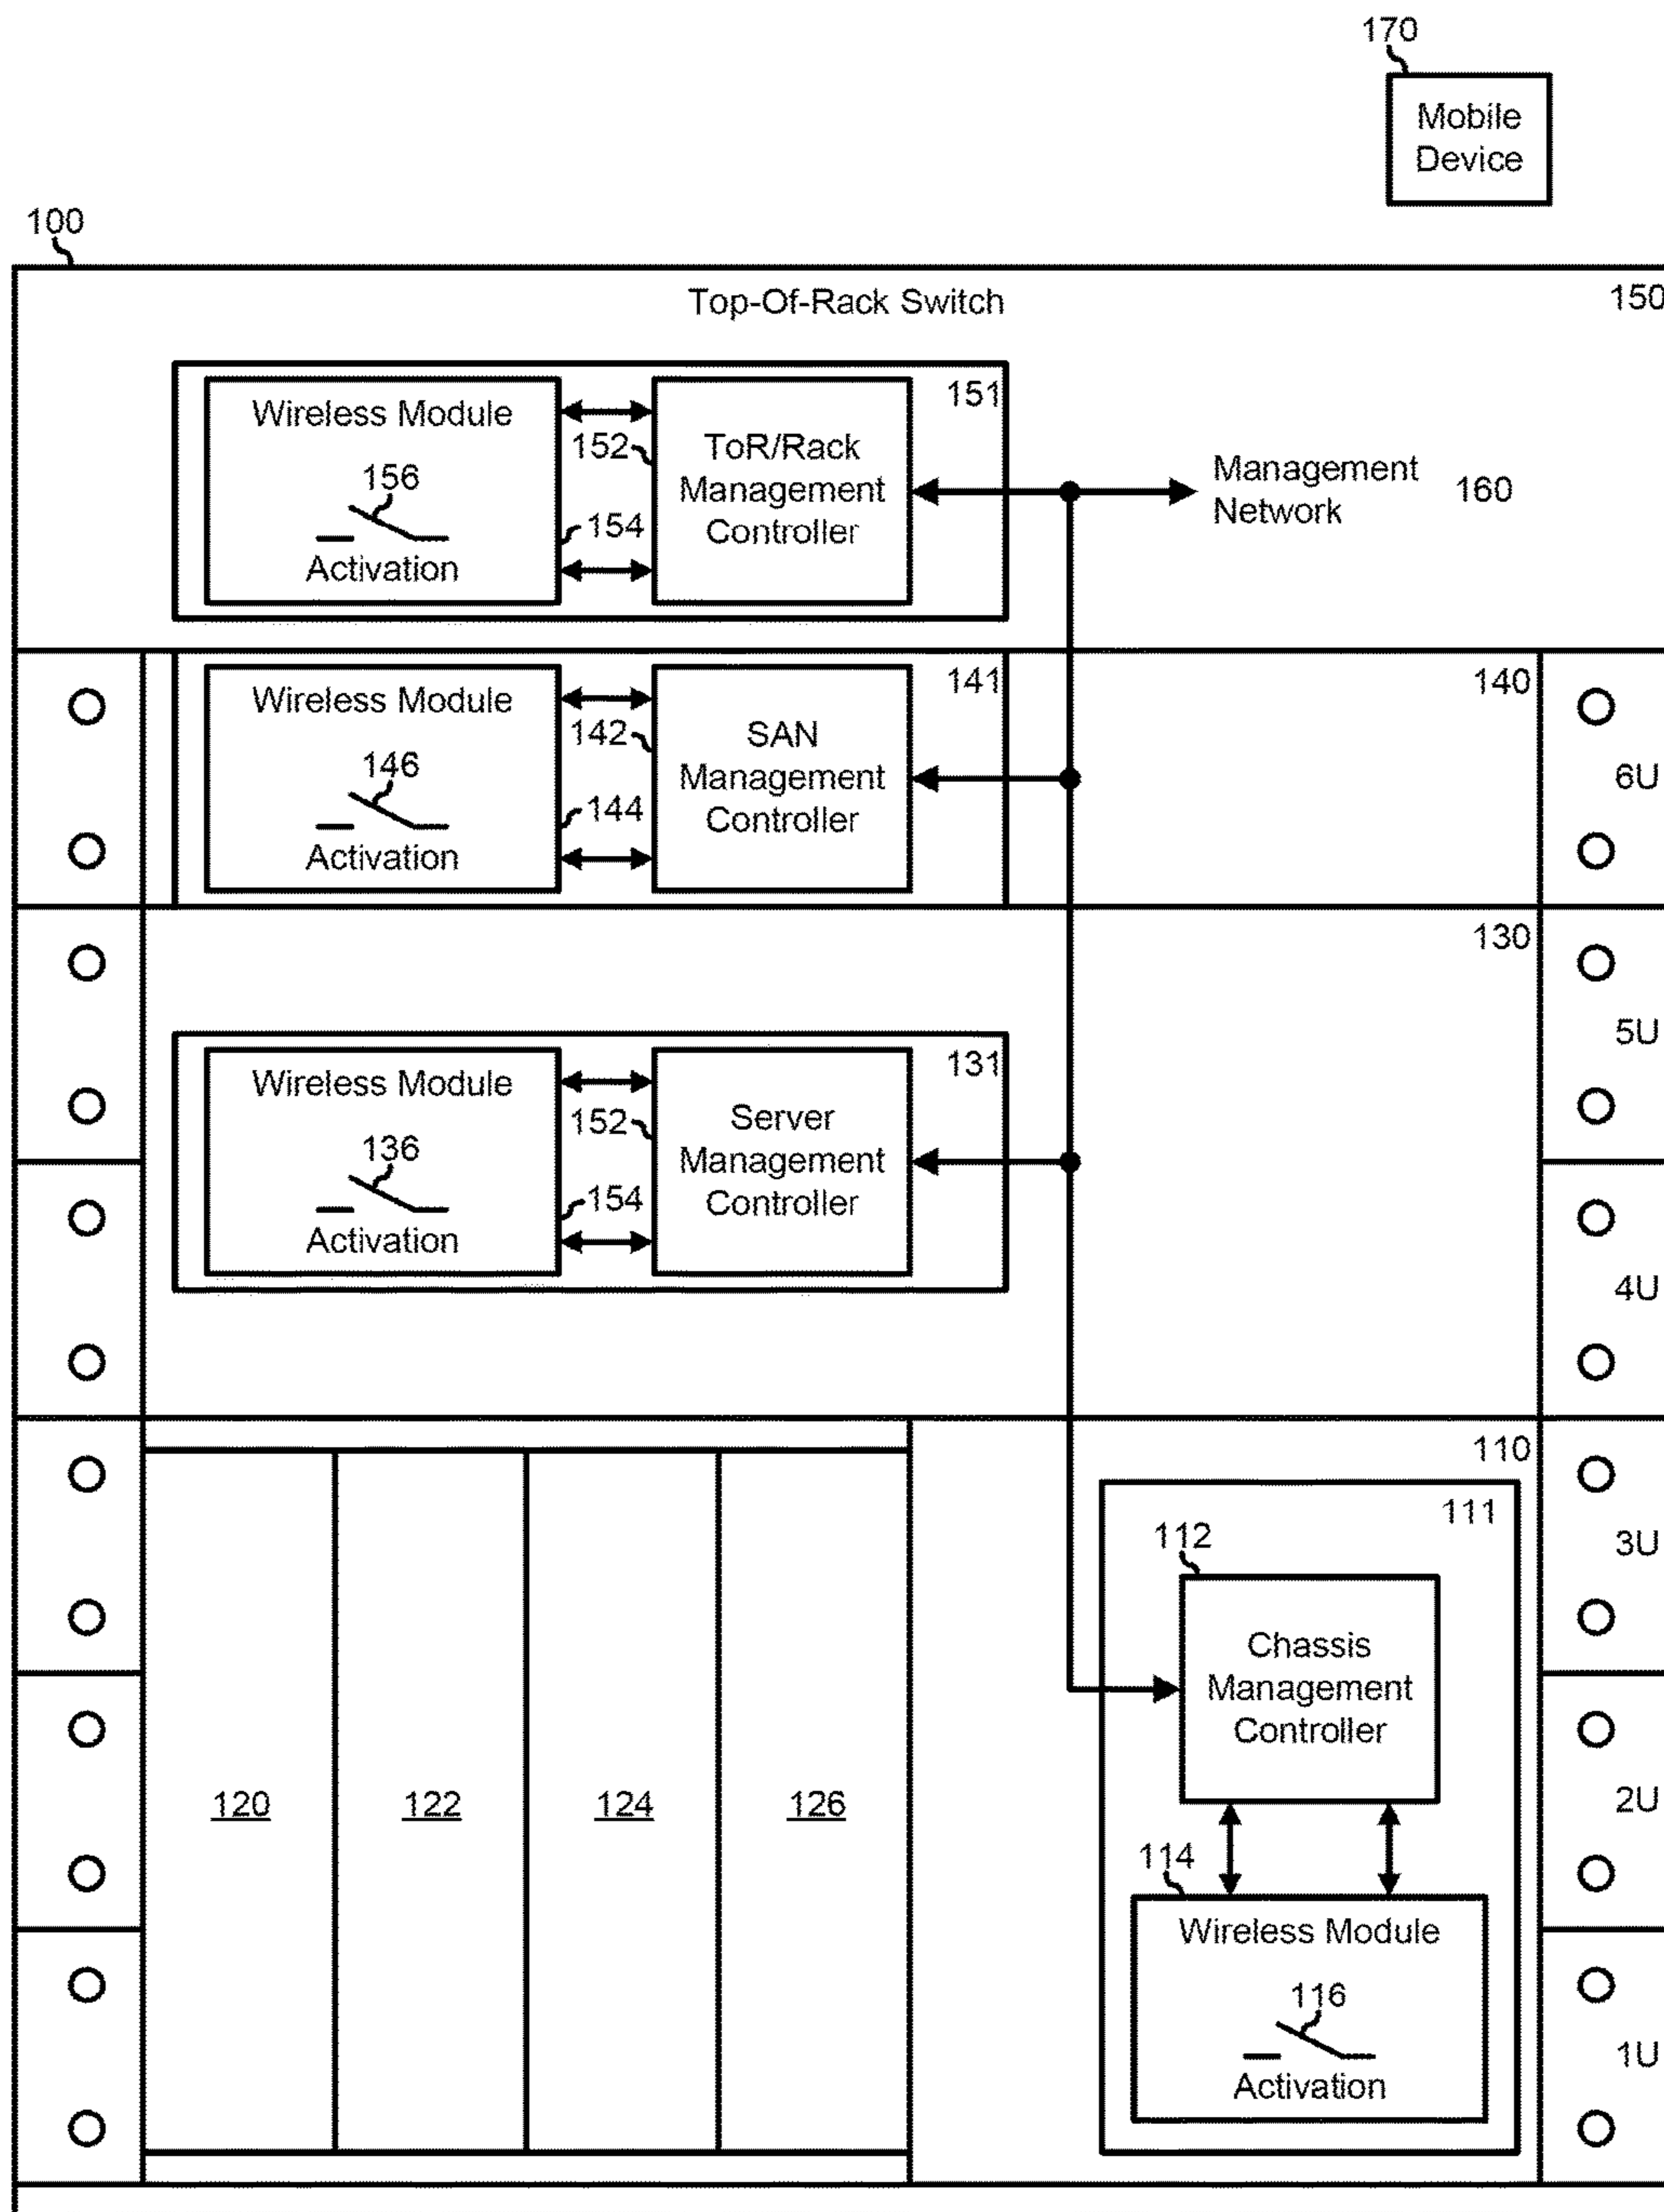 170
Mobile
Device
100
Top-Of-Rack Switch
150
151
Wireless Module
156
Activation
152
154
ToR/Rack
Management
Controller
Management
Network
160
141
Wireless Module
146
Activation
142
144
SAN
Management
Controller
140
6U
130
5U
131
Wireless Module
136
Activation
152
154
Server
Management
Controller
4U
110
111
112
3U
Chassis
Management
Controller
120
122
124
126
2U
114
Wireless Module
116
Activation
1U